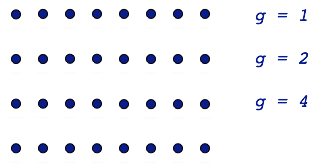 g = 1
g = 2
g = 4